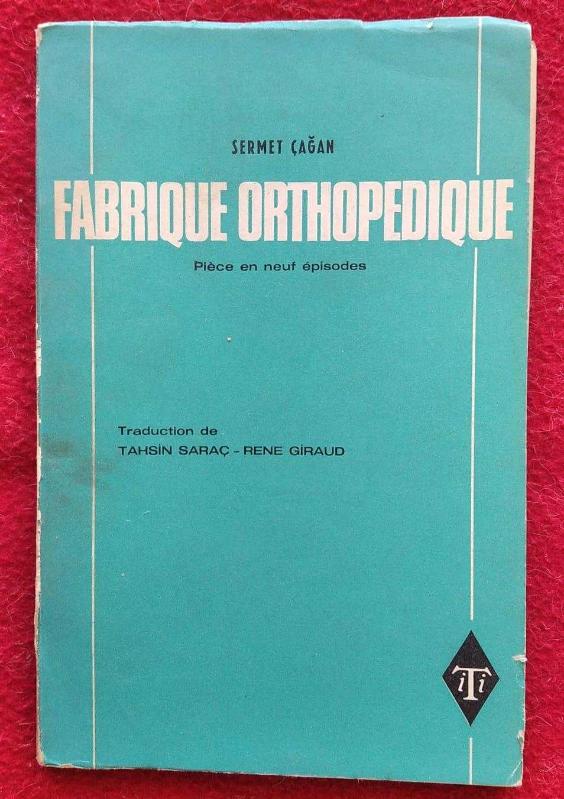 SERMET ÇAĞAN
FABRIQUE ORTHOPEDIQUE
Pièce en neuf épisodes
Traduction de
TAHSİN SARAÇ - RENE GİRAUD
iTi